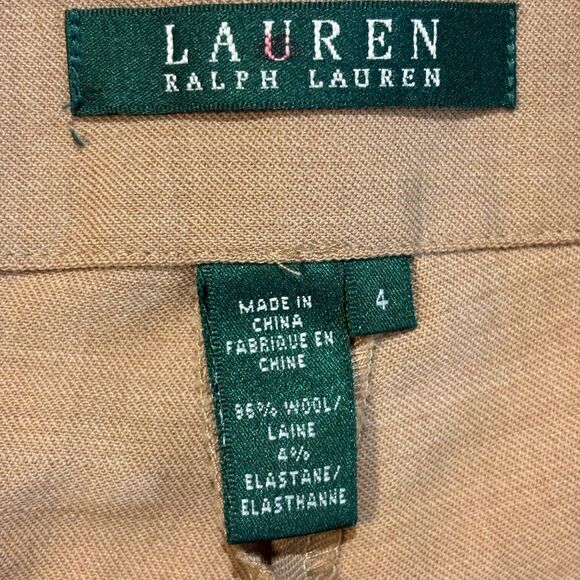 LAUREN
RALPH LAUREN
4
MADE IN
CHINA
FABRIQUE EN
CHINE
96% WOOL/
LAINE
4%
ELASTANE/
ELASTHANNE